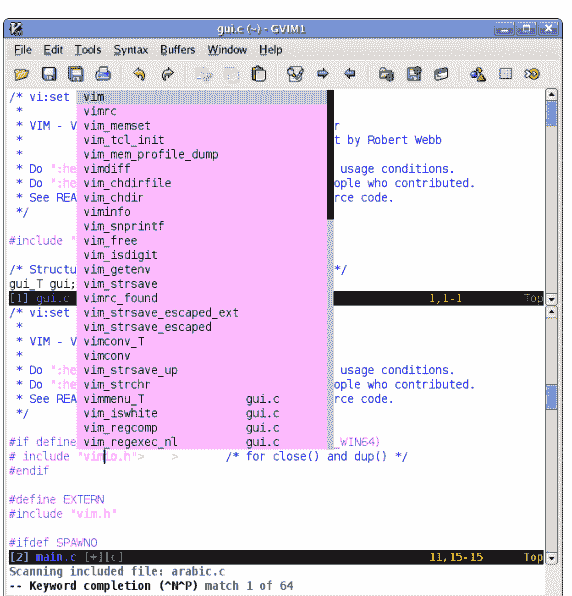 gui.c (~) - GVIM1
File Edit Tools Syntax Buffers Window Help
/* vi:set
*
* VIM - V r
* t by Robert Webb
*
* Do ":he usage conditions.
* Do ":he ople who contributed.
* See REA rce code.
*/
#include "
/* Structu */
gui_T gui;
[1] gui.c 1,1-1 Top
vim
vimrc
vim_memset
vim_tcl_init
vim_mem_profile_dump
vimdiff
vim_chdirfile
vim_chdir
viminfo
vim_snprintf
vim_free
vim_isdigit
vim_getenv
vim_strsave
vimrc_found
vim_strsave_escaped_ext
vim_strsave_escaped
vimconv_T
vimconv
vim_strsave_up
vim_strchr
vimmenu_T gui.c
vim_iswhite gui.c
vim_regcomp gui.c
vim_regexec_nl gui.c
/* vi:set
*
* VIM - V
*
* Do ":he usage conditions.
* Do ":he ople who contributed.
* See REA rce code.
*/
#if define _WIN64)
# include "vimio.h"> > /* for close() and dup() */
#endif
#define EXTERN
#include "vim.h"
#ifdef SPAWNO
[2] main.c [+][c] 11,15-15 Top
Scanning included file: arabic.c
-- Keyword completion (^N^P) match 1 of 64